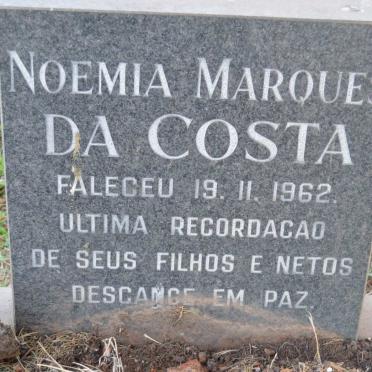 NOEMIA MARQUES
DA COSTA
FALECEU 19. 11. 1962.
ULTIMA RECORDACAO
DE SEUS FILHOS E NETOS
DESCANCE EM PAZ.